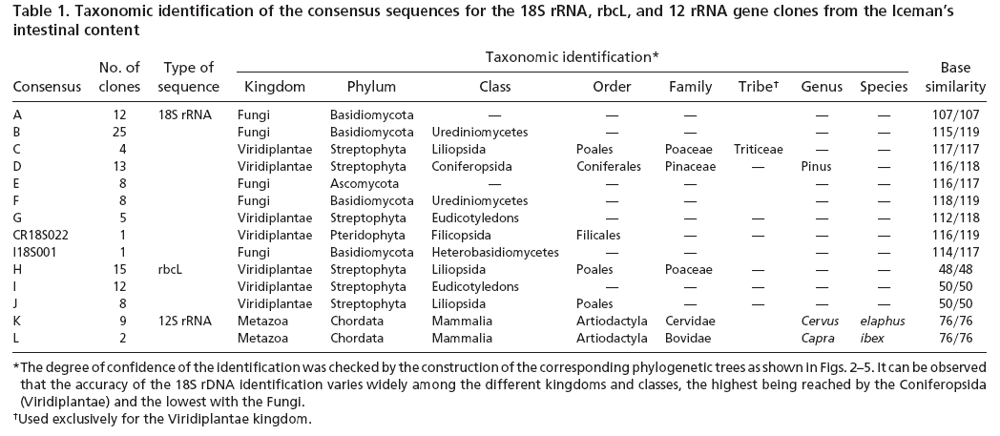 Table 1. Taxonomic identification of the consensus sequences for the 18S rRNA, rbcL, and 12 rRNA gene clones from the Iceman's
intestinal content
Taxonomic identification*
No. of Type of Base
Consensus clones sequence Kingdom Phylum Class Order Family Tribe† Genus Species similarity
A 12 18S rRNA Fungi Basidiomycota — — — — — 107/107
B 25 Fungi Basidiomycota Urediniomycetes — — — — 115/119
C 4 Viridiplantae Streptophyta Liliopsida Poales Poaceae Triticeae — — 117/117
D 13 Viridiplantae Streptophyta Coniferopsida Coniferales Pinaceae — Pinus — 116/118
E 8 Fungi Ascomycota — — — — — 116/117
F 8 Fungi Basidiomycota Urediniomycetes — — — — 118/119
G 5 Viridiplantae Streptophyta Eudicotyledons — — — — — 112/118
CR18S022 1 Viridiplantae Pteridophyta Filicopsida Filicales — — — — 116/119
I18S001 1 Fungi Basidiomycota Heterobasidiomycetes — — — — 114/117
H 15 rbcL Viridiplantae Streptophyta Liliopsida Poales Poaceae — — — 48/48
I 12 Viridiplantae Streptophyta Eudicotyledons — — — — — 50/50
J 8 Viridiplantae Streptophyta Liliopsida Poales — — — — 50/50
K 9 12S rRNA Metazoa Chordata Mammalia Artiodactyla Cervidae Cervus elaphus 76/76
L 2 Metazoa Chordata Mammalia Artiodactyla Bovidae Capra ibex 76/76
*The degree of confidence of the identification was checked by the construction of the corresponding phylogenetic trees as shown in Figs. 2–5. It can be observed
that the accuracy of the 18S rDNA identification varies widely among the different kingdoms and classes, the highest being reached by the Coniferopsida
(Viridiplantae) and the lowest with the Fungi.
†Used exclusively for the Viridiplantae kingdom.